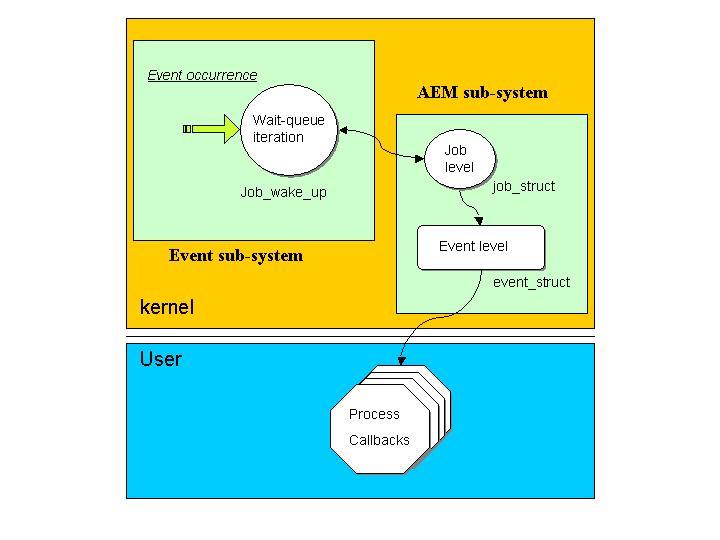 Event occurrence
AEM sub-system
Wait-queue
iteration
Job
level
Job_wake_up
job_struct
Event level
Event sub-system
event_struct
kernel
User
Process
Callbacks